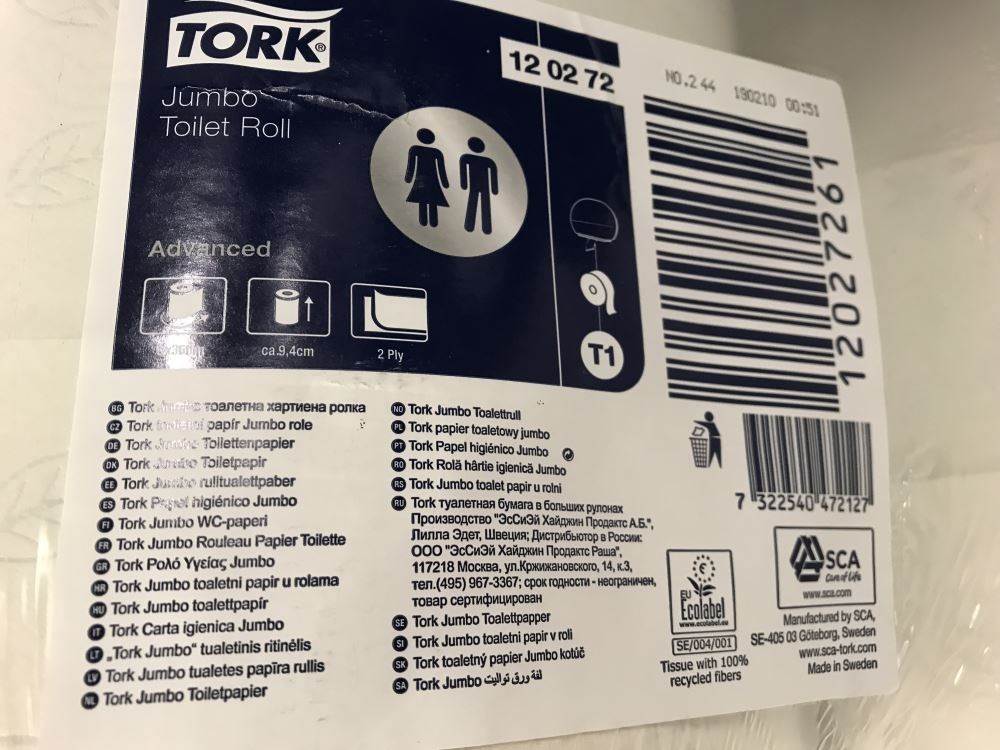 TORK®
Jumbo
Toilet Roll
Advanced
ca.9,4cm
2 Ply
12 02 72
T1
NO.2 44 190210 00:51
12027261
7 322540 472127
BG Tork тоалетна хартиена ролка
CZ Tork papír Jumbo role
DE Tork Jumbo Toilettenpapier
DK Tork Jumbo Toiletpapir
EE Tork Jumbo rulltualettpaber
ES Tork Papel higiénico Jumbo
FI Tork Jumbo WC-paperi
FR Tork Jumbo Rouleau Papier Toilette
GR Tork Ρολό Υγείας Jumbo
HR Tork Jumbo toaletni papir u rolama
HU Tork Jumbo toalettpapír
IT Tork Carta igienica Jumbo
LT „Tork Jumbo“ tualetinis ritinėlis
LV Tork Jumbo tualetes papīra rullis
NL Tork Jumbo Toiletpapier
NO Tork Jumbo Toalettrull
PL Tork papier toaletowy jumbo
PT Tork Papel higiénico Jumbo
RO Tork Rolă hârtie igienică Jumbo
RS Tork Jumbo toalet papir u rolni
RU Tork туалетная бумага в больших рулонах
Производство "ЭсСиЭй Хайджин Продактс А.Б.",
Лилла Эдет, Швеция; Дистрибьютор в России:
ООО "ЭсСиЭй Хайджин Продактс Раша",
117218 Москва, ул.Кржижановского, 14, к.3,
тел.(495) 967-3367; срок годности - неограничен,
товар сертифицирован
SE Tork Jumbo Toalettpapper
SI Tork Jumbo toaletni papir v roli
SK Tork toaletný papier Jumbo kotúč
SA Tork Jumbo لفة ورق تواليت
EU
Ecolabel
www.ecolabel.eu
SE/004/001
Tissue with 100%
recycled fibers
SCA
Care of Life
www.sca.com
Manufactured by SCA,
SE-405 03 Göteborg, Sweden
www.sca-tork.com
Made in Sweden